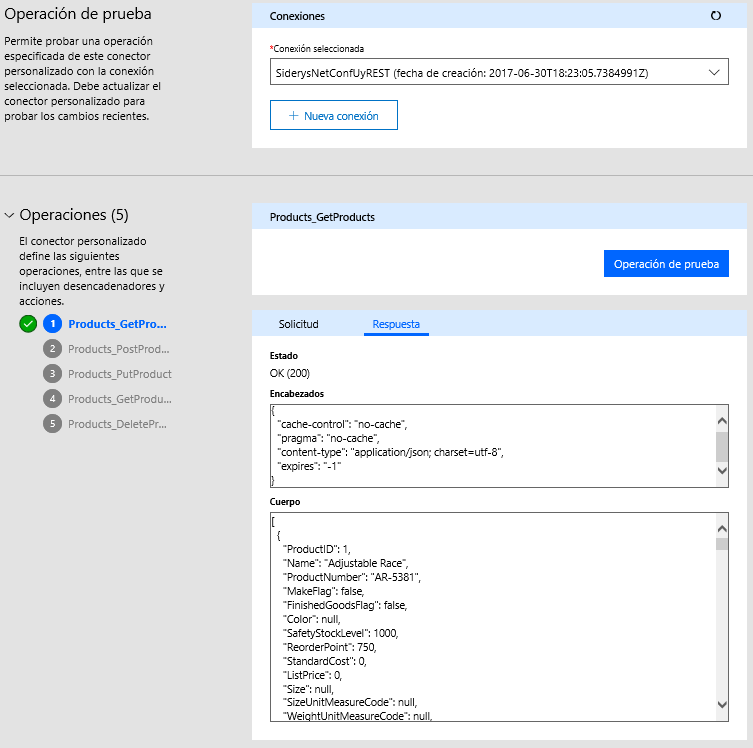 Operación de prueba
Permite probar una operación
especificada de este conector
personalizado con la conexión
seleccionada. Debe actualizar el
conector personalizado para
probar los cambios recientes.
Conexiones
*Conexión seleccionada
SiderysNetConfUyREST (fecha de creación: 2017-06-30T18:23:05.7384991Z)
+ Nueva conexión
Operaciones (5)
El conector personalizado
define las siguientes
operaciones, entre las que se
incluyen desencadenadores y
acciones.
1 Products_GetPro...
2 Products_PostProd...
3 Products_PutProduct
4 Products_GetProdu...
5 Products_DeletePr...
Products_GetProducts
Operación de prueba
Solicitud Respuesta
Estado
OK (200)
Encabezados
{
"cache-control": "no-cache",
"pragma": "no-cache",
"content-type": "application/json; charset=utf-8",
"expires": "-1"
}
Cuerpo
[
{
"ProductID": 1,
"Name": "Adjustable Race",
"ProductNumber": "AR-5381",
"MakeFlag": false,
"FinishedGoodsFlag": false,
"Color": null,
"SafetyStockLevel": 1000,
"ReorderPoint": 750,
"StandardCost": 0,
"ListPrice": 0,
"Size": null,
"SizeUnitMeasureCode": null,
"WeightUnitMeasureCode": null,